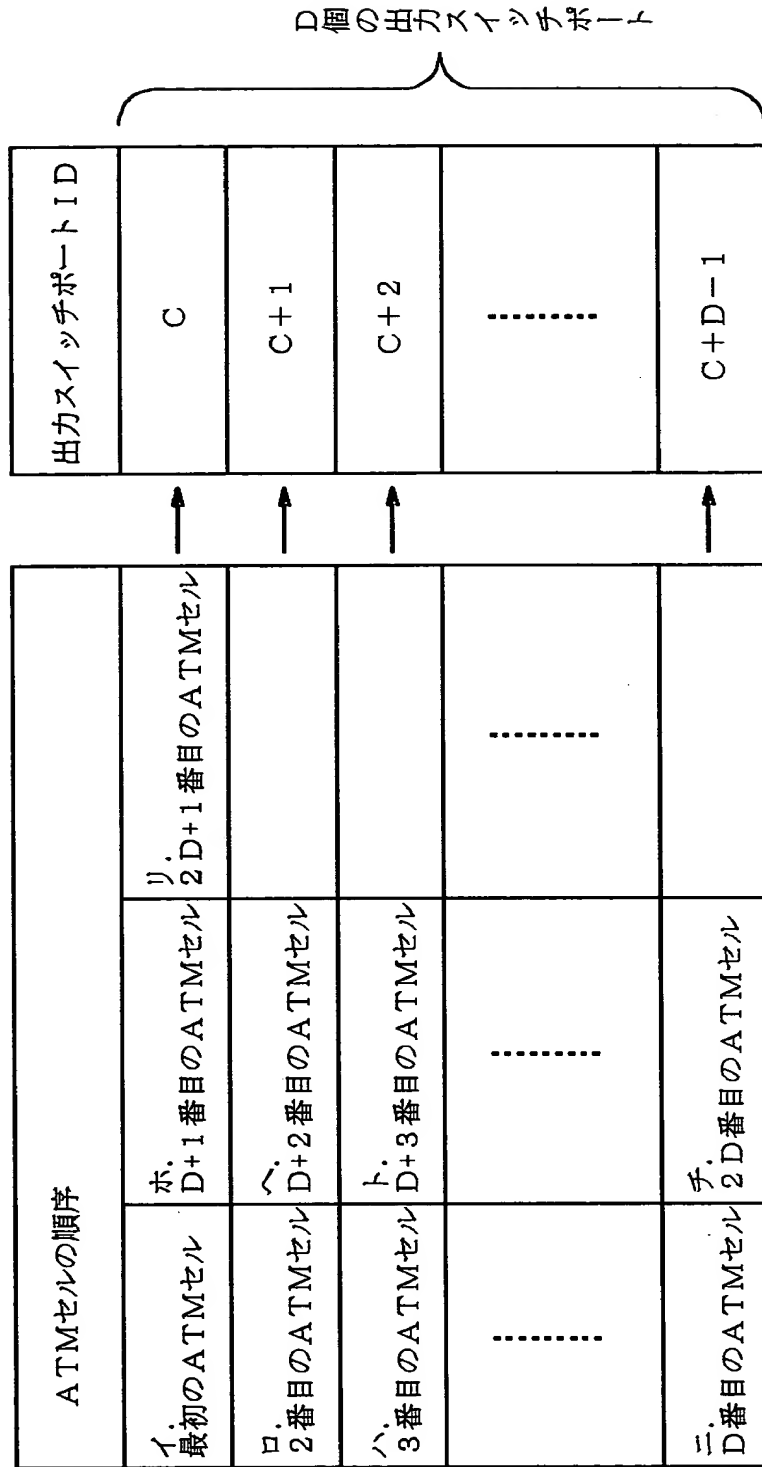 ATMセルの順序
出力スイッチポートID
イ.
最初のATMセル
ホ.
D+1番目のATMセル
リ.
2D+1番目のATMセル
C
ロ.
2番目のATMセル
ヘ.
D+2番目のATMセル
C+1
ハ.
3番目のATMセル
ト.
D+3番目のATMセル
C+2
ニ.
D番目のATMセル
チ.
2D番目のATMセル
C+D−1
D個の出力スイッチポート